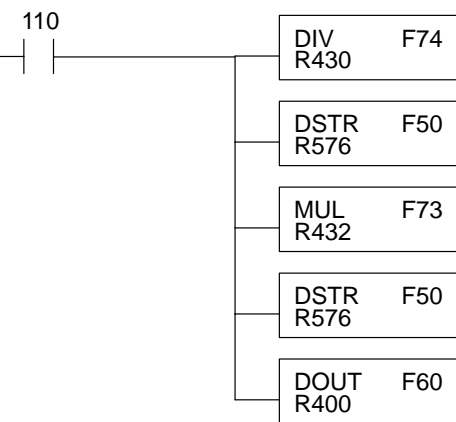 110
DIV F74
R430
DSTR F50
R576
MUL F73
R432
DSTR F50
R576
DOUT F60
R400